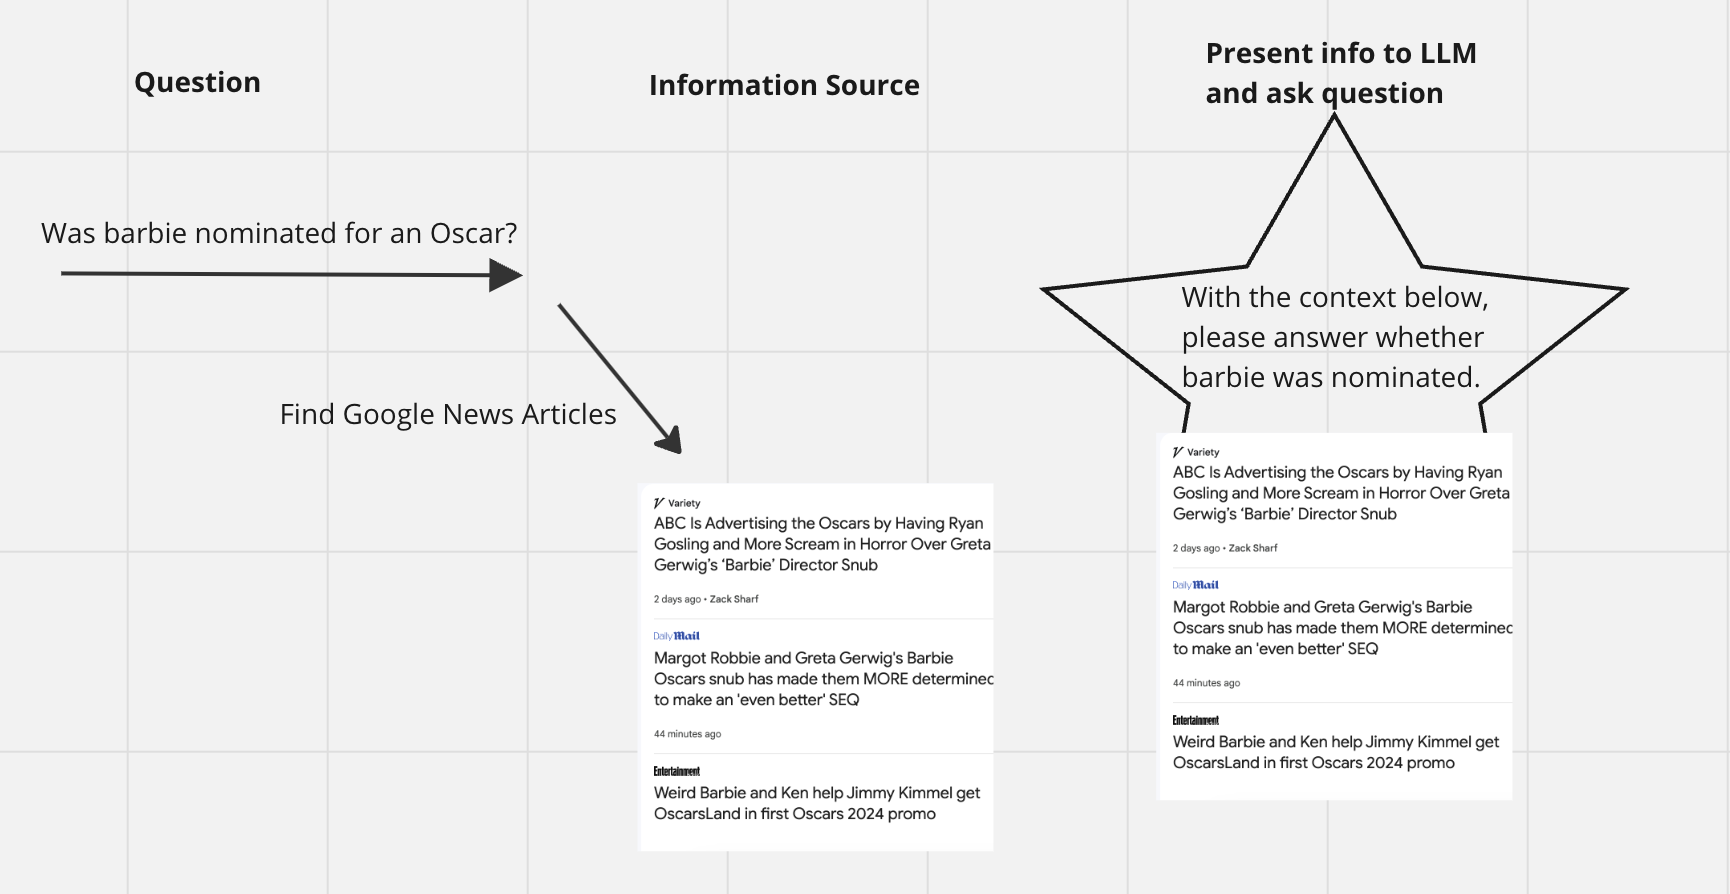 Question
Information Source
Present info to LLM
and ask question
Was barbie nominated for an Oscar?
Find Google News Articles
With the context below,
please answer whether
barbie was nominated.
Variety
ABC Is Advertising the Oscars by Having Ryan
Gosling and More Scream in Horror Over Greta
Gerwig's 'Barbie' Director Snub
2 days ago • Zack Sharf
Daily Mail
Margot Robbie and Greta Gerwig's Barbie
Oscars snub has made them MORE determined
to make an 'even better' SEQ
44 minutes ago
Entertainment
Weird Barbie and Ken help Jimmy Kimmel get
OscarsLand in first Oscars 2024 promo
Variety
ABC Is Advertising the Oscars by Having Ryan
Gosling and More Scream in Horror Over Greta
Gerwig's 'Barbie' Director Snub
2 days ago • Zack Sharf
Daily Mail
Margot Robbie and Greta Gerwig's Barbie
Oscars snub has made them MORE determined
to make an 'even better' SEQ
44 minutes ago
Entertainment
Weird Barbie and Ken help Jimmy Kimmel get
OscarsLand in first Oscars 2024 promo